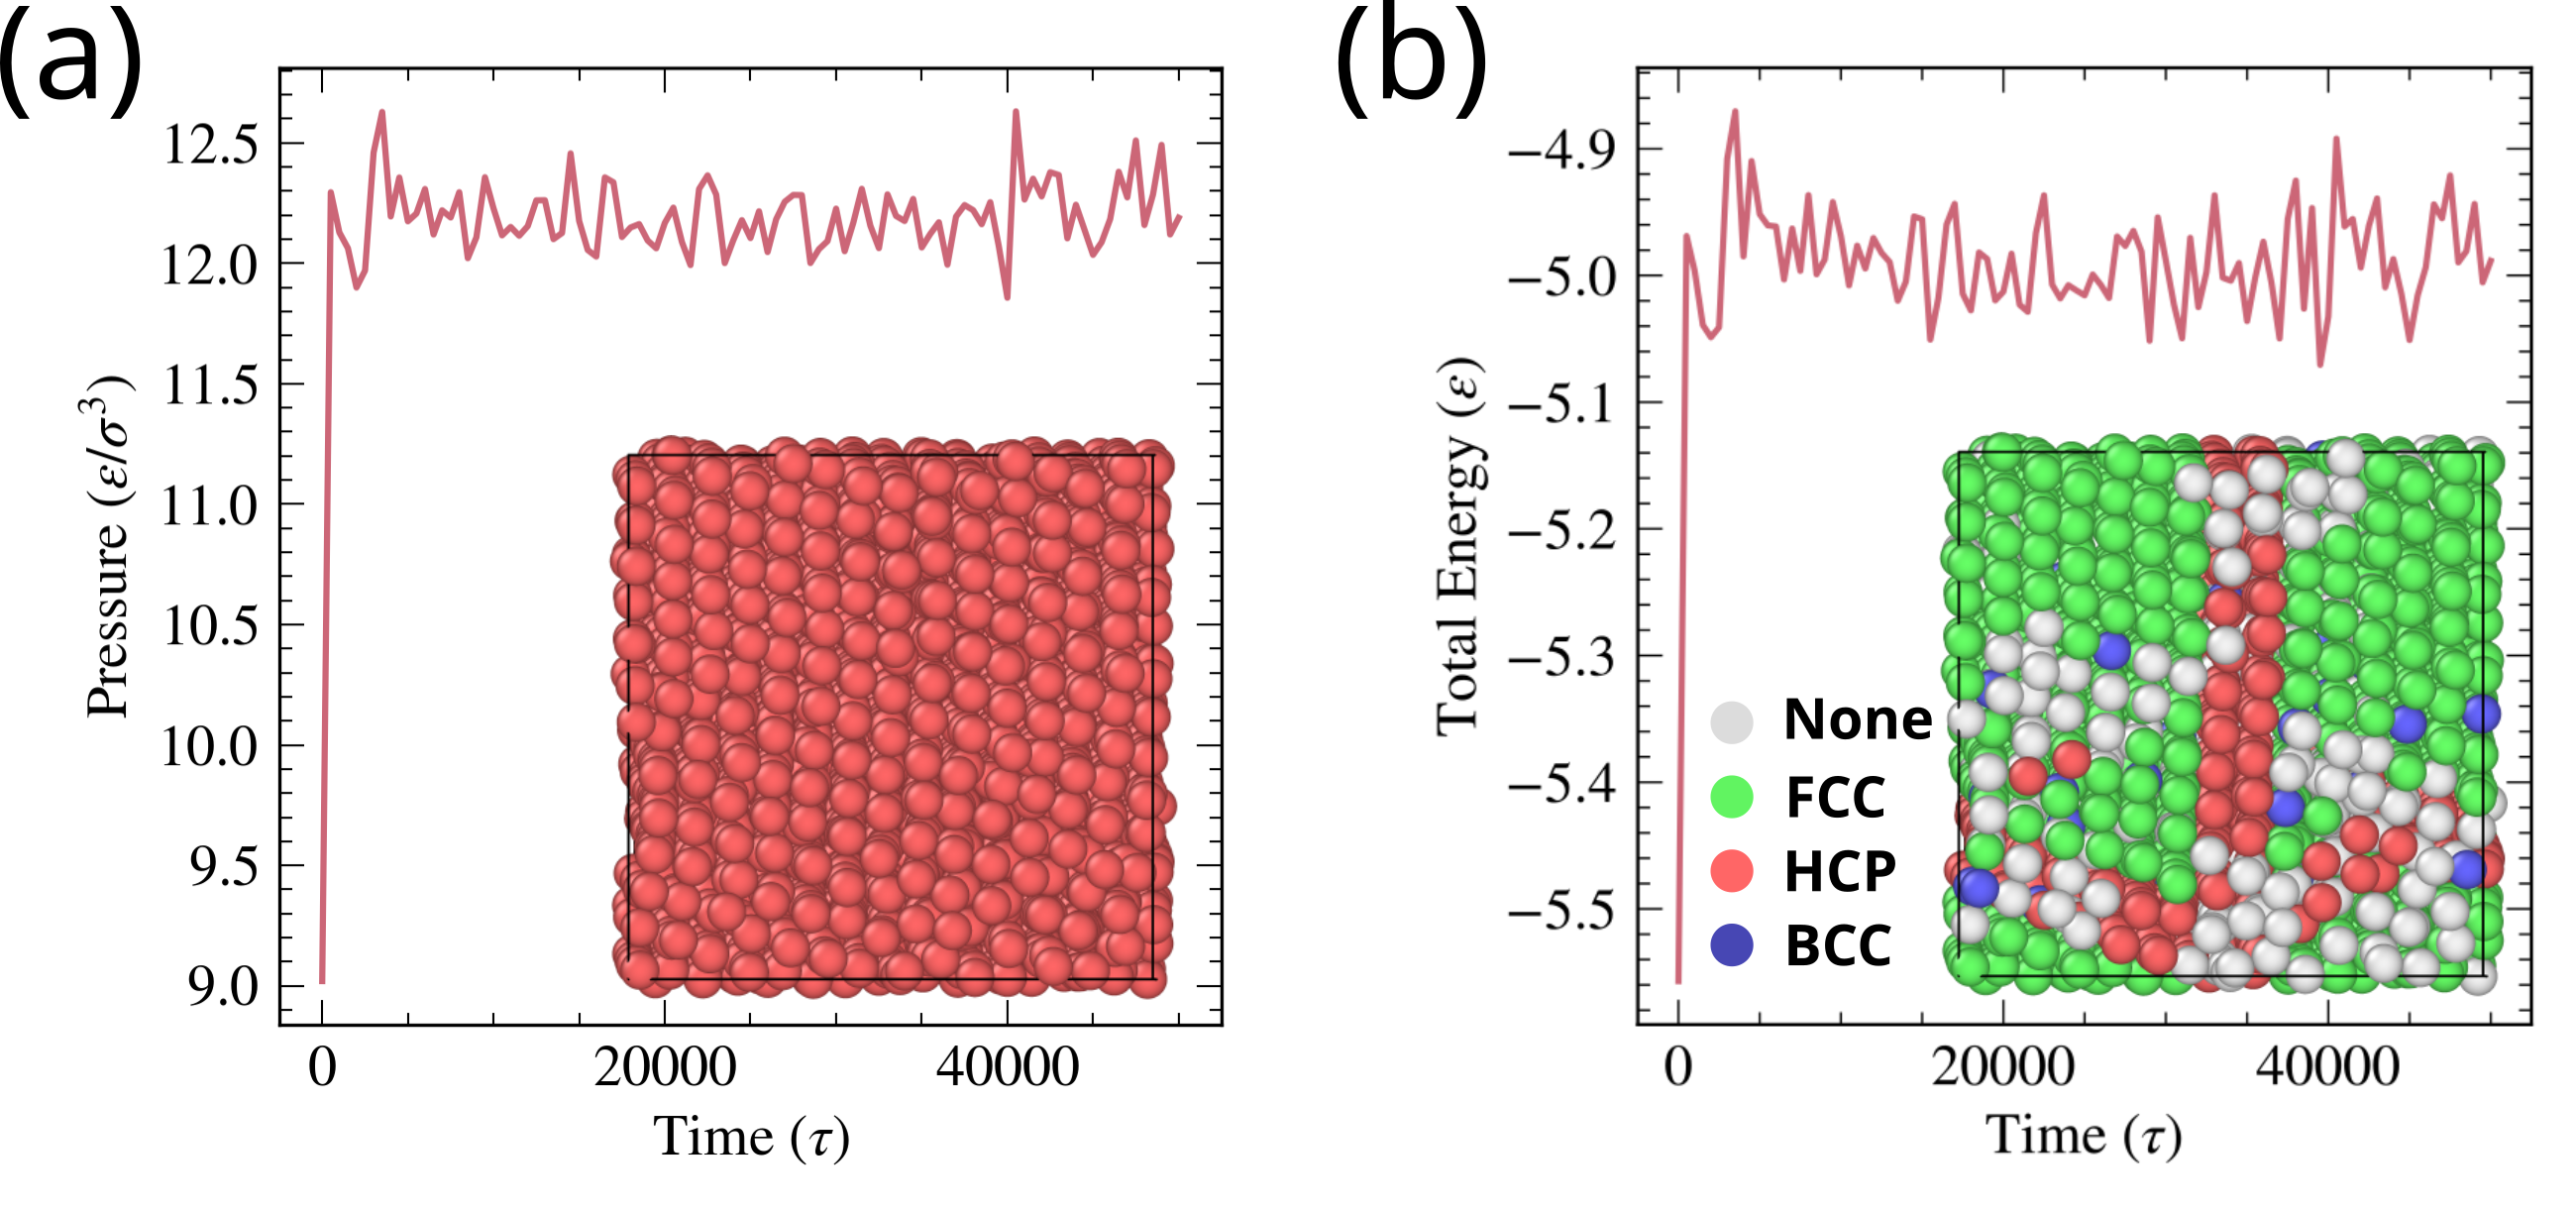 (a)
12.5
12.0
11.5
11.0
10.5
10.0
9.5
9.0
Pressure (ε/σ³)
0 20000 40000
Time (τ)
(b)
−4.9
−5.0
−5.1
−5.2
−5.3
−5.4
−5.5
Total Energy (ε)
None
FCC
HCP
BCC
0 20000 40000
Time (τ)